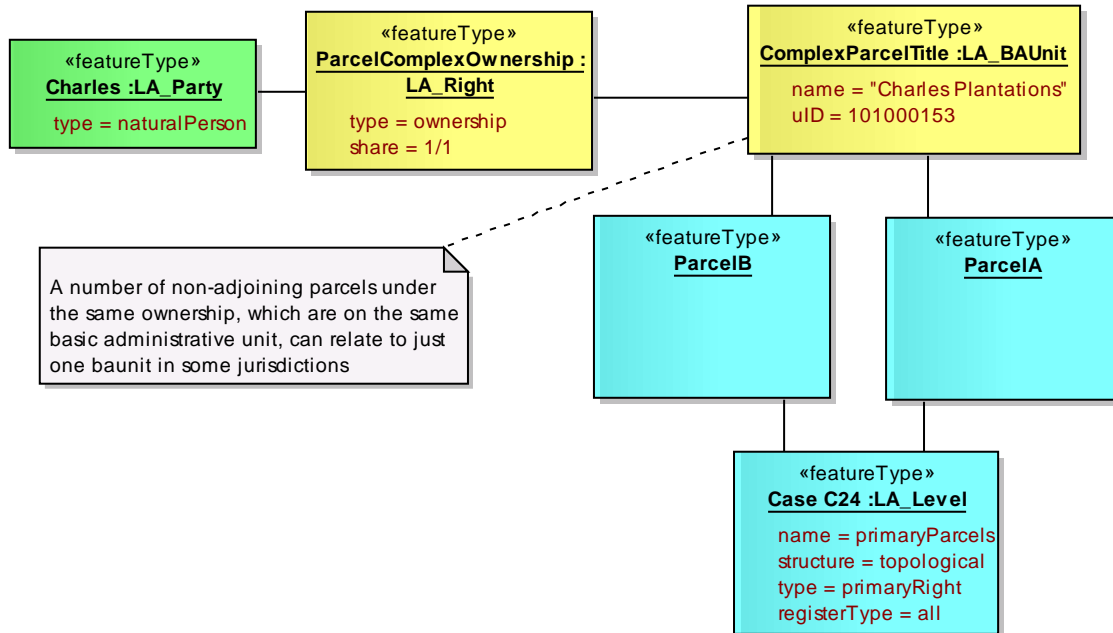 «featureType»
Charles :LA_Party
type = naturalPerson
«featureType»
ParcelComplexOwnership :
LA_Right
type = ownership
share = 1/1
«featureType»
ComplexParcelTitle :LA_BAUnit
name = "Charles Plantations"
uID = 101000153
A number of non-adjoining parcels under
the same ownership, which are on the same
basic administrative unit, can relate to just
one baunit in some jurisdictions
«featureType»
ParcelB
«featureType»
ParcelA
«featureType»
Case C24 :LA_Level
name = primaryParcels
structure = topological
type = primaryRight
registerType = all